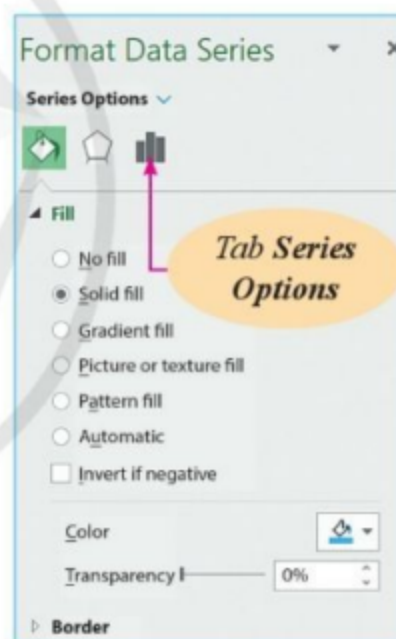 Format Data Series
Series Options
Fill
No fill
Tab Series
Options
Solid fill
Gradient fill
Picture or texture fill
Pattern fill
Automatic
Invert if negative
Color
Transparency 0%
Border